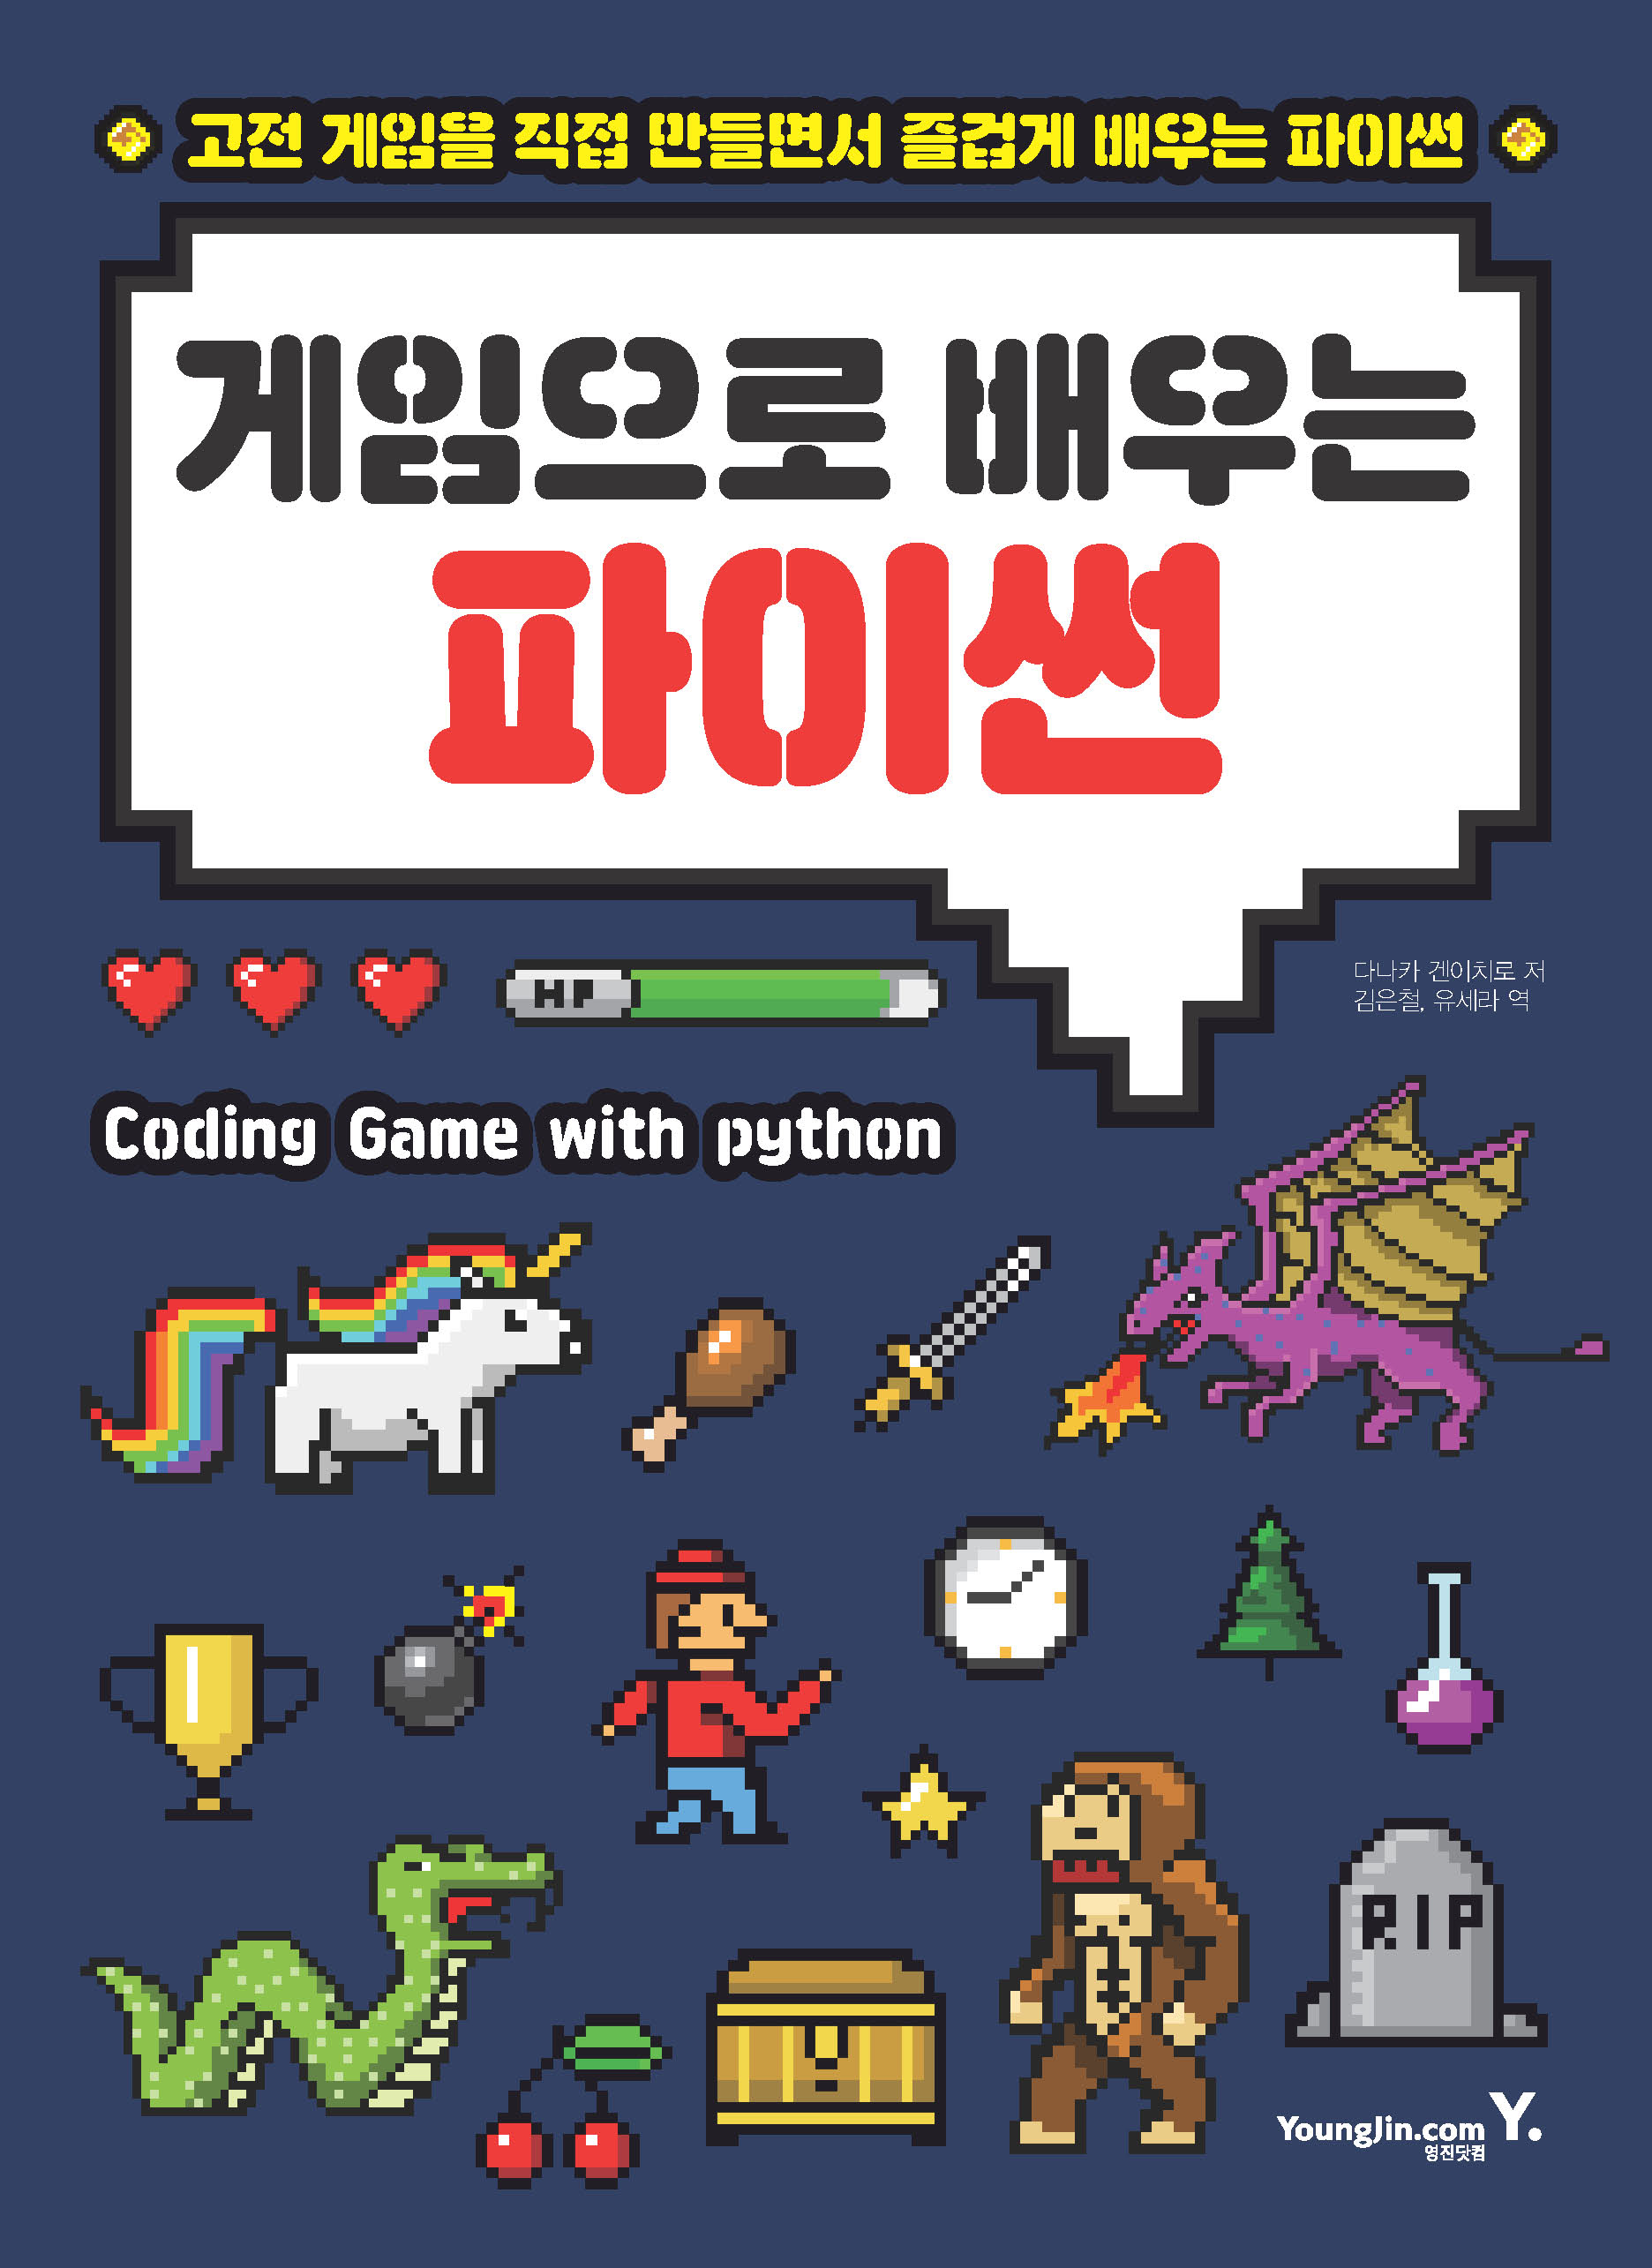 고전 게임을 직접 만들면서 즐겁게 배우는 파이썬
게임으로 배우는
파이썬
HP
다나카 겐이치로 저
김은철, 유세라 역
Coding Game with python
RIP
YoungJin.com Y.
영진닷컴